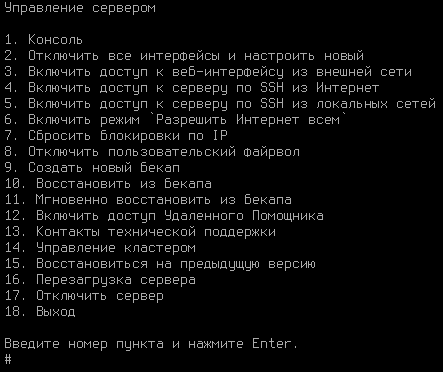 Управление сервером
1. Консоль
2. Отключить все интерфейсы и настроить новый
3. Включить доступ к веб-интерфейсу из внешней сети
4. Включить доступ к серверу по SSH из Интернет
5. Включить доступ к серверу по SSH из локальных сетей
6. Включить режим `Разрешить Интернет всем`
7. Сбросить блокировки по IP
8. Отключить пользовательский файрвол
9. Создать новый бекап
10. Восстановить из бекапа
11. Мгновенно восстановить из бекапа
12. Включить доступ Удаленного Помощника
13. Контакты технической поддержки
14. Управление кластером
15. Восстановиться на предыдущую версию
16. Перезагрузка сервера
17. Отключить сервер
18. Выход
Введите номер пункта и нажмите Enter.
#